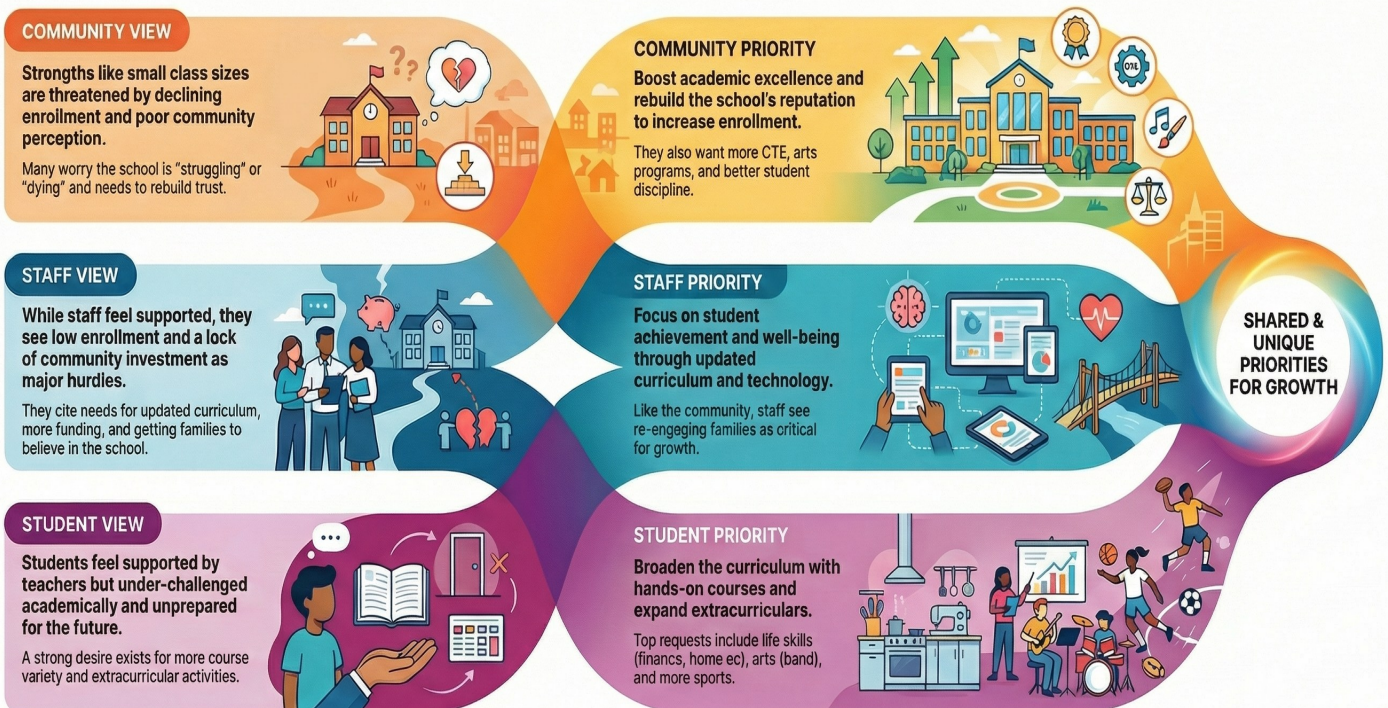 COMMUNITY VIEW
Strengths like small class sizes
are threatened by declining
enrollment and poor community
perception.
Many worry the school is “struggling” or
“dying” and needs to rebuild trust.
COMMUNITY PRIORITY
Boost academic excellence and
rebuild the school’s reputation
to increase enrollment.
They also want more CTE, arts
programs, and better student
discipline.
??
STAFF VIEW
While staff feel supported, they
see low enrollment and a lack
of community investment as
major hurdles.
They cite needs for updated curriculum,
more funding, and getting families to
believe in the school.
STAFF PRIORITY
Focus on student
achievement and well-being
through updated
curriculum and technology.
Like the community, staff see
re-engeging families as critical
for growth.
STUDENT VIEW
Students feel supported by
teachers but under-challenged
academically and unprepared
for the future.
A strong desire exists for more course
variety and extracurricular activities.
STUDENT PRIORITY
Broaden the curriculum with
hands-on courses and
expand extracurriculars.
Top requests include life skills
(financs, home ec), arts (band),
and more sports.
SHARED &
UNIQUE
PRIORITIES
FOR GROWTH